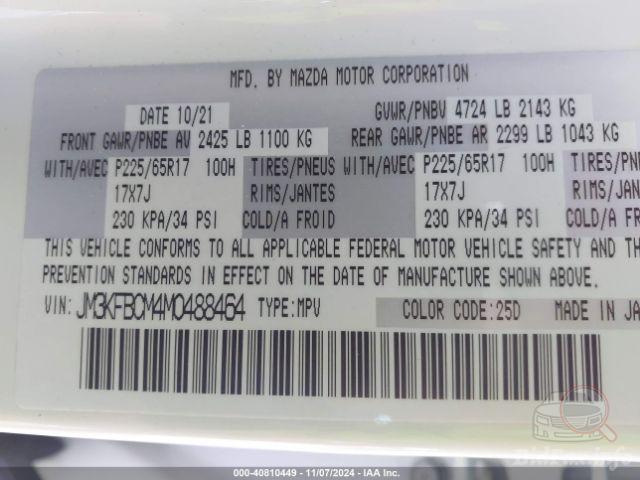 MFD. BY MAZDA MOTOR CORPORATION
DATE 10/21 GVWR/PNBV 4724 LB 2143 KG
FRONT GAWR/PNBE AV 2425 LB 1100 KG REAR GAWR/PNBE AR 2299 LB 1043 KG
WITH/AVEC P225/65R17 100H TIRES/PNEUS WITH/AVEC P225/65R17 100H TIRES/P
17X7J RIMS/JANTES 17X7J RIMS/JA
230 KPA/34 PSI COLD/A FROID 230 KPA/34 PSI COLD/A F
THIS VEHICLE CONFORMS TO ALL APPLICABLE FEDERAL MOTOR VEHICLE SAFETY AND THE
PREVENTION STANDARDS IN EFFECT ON THE DATE OF MANUFACTURE SHOWN ABOVE.
VIN: JM3KFBCM4M0488464 TYPE:MPV COLOR CODE:25D MADE IN JA
000-40810449 - 11/07/2024 - IAA Inc.